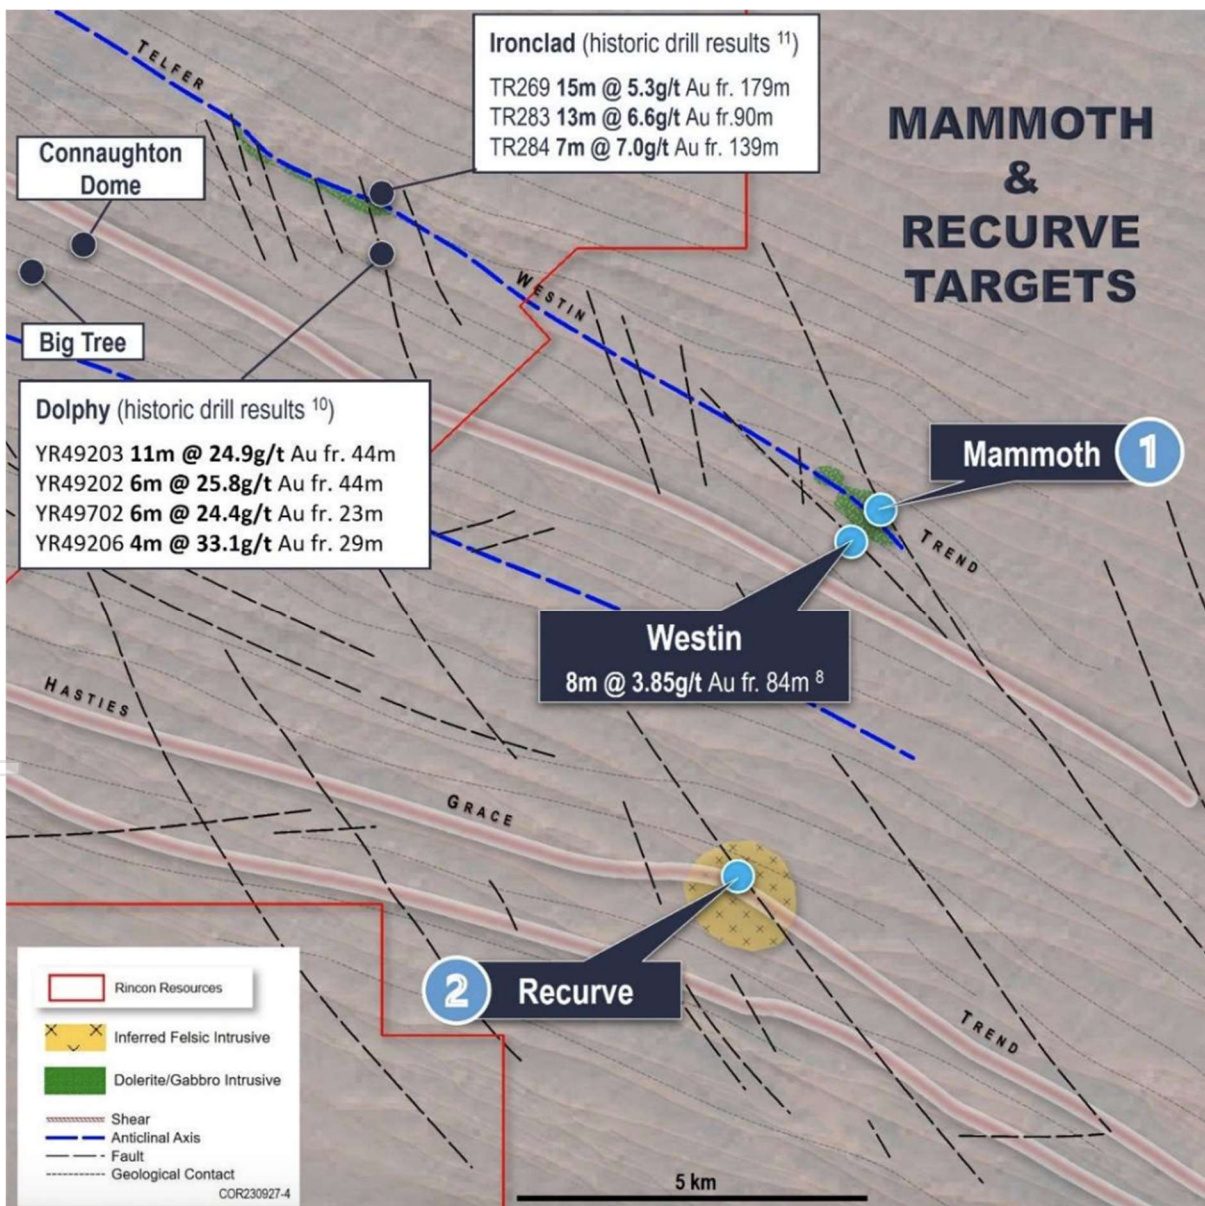 TELFER
Ironclad (historic drill results 11)
TR269 15m @ 5.3g/t Au fr. 179m
TR283 13m @ 6.6g/t Au fr.90m
TR284 7m @ 7.0g/t Au fr. 139m
MAMMOTH
&
RECURVE
TARGETS
Connaughton
Dome
WESTIN
Big Tree
Dolphy (historic drill results 10)
YR49203 11m @ 24.9g/t Au fr. 44m
YR49202 6m @ 25.8g/t Au fr. 44m
YR49702 6m @ 24.4g/t Au fr. 23m
YR49206 4m @ 33.1g/t Au fr. 29m
Mammoth 1
TREND
Westin
8m @ 3.85g/t Au fr. 84m 8
HASTIES
GRACE
2 Recurve
TREND
Rincon Resources
Inferred Felsic Intrusive
Dolerite/Gabbro Intrusive
Shear
Anticlinal Axis
Fault
Geological Contact
COR230927-4
5 km